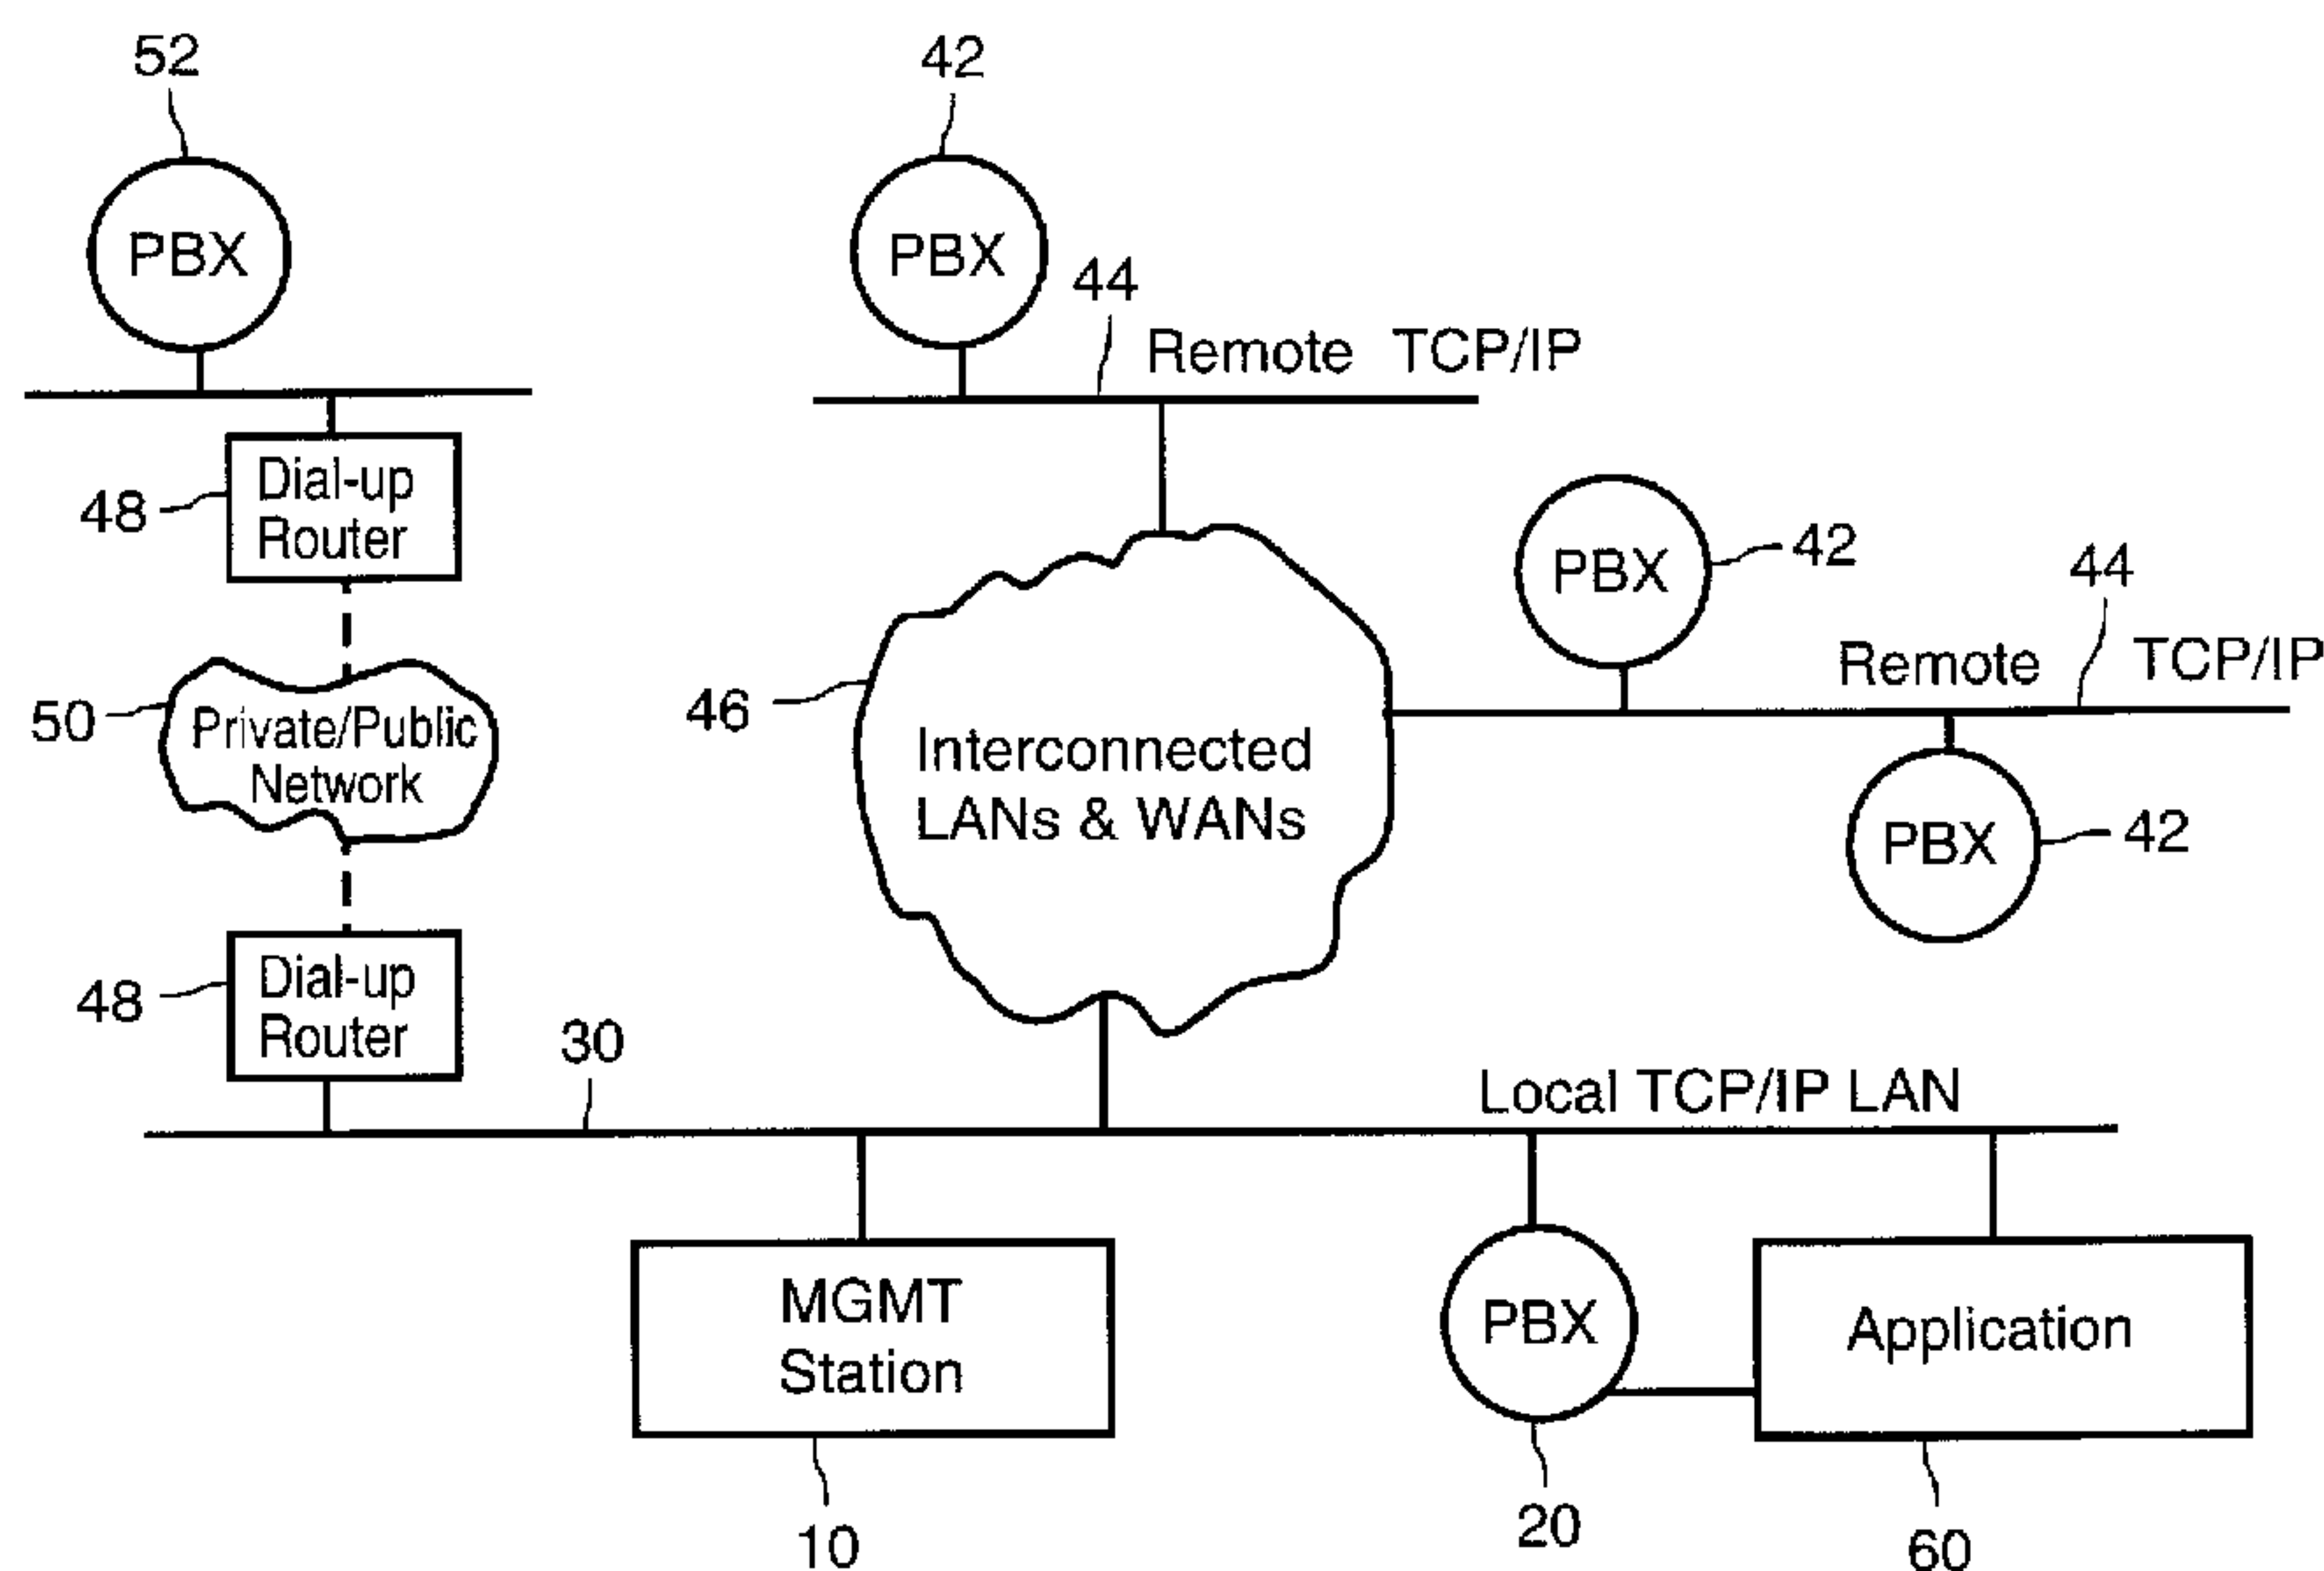 52
42
PBX
PBX
44
Remote TCP/IP
48
Dial-up
Router
PBX
42
44
Remote TCP/IP
50
Private/Public
Network
46
Interconnected
LANs & WANs
PBX
42
48
Dial-up
Router
30
Local TCP/IP LAN
MGMT
Station
PBX
Application
10
20
60